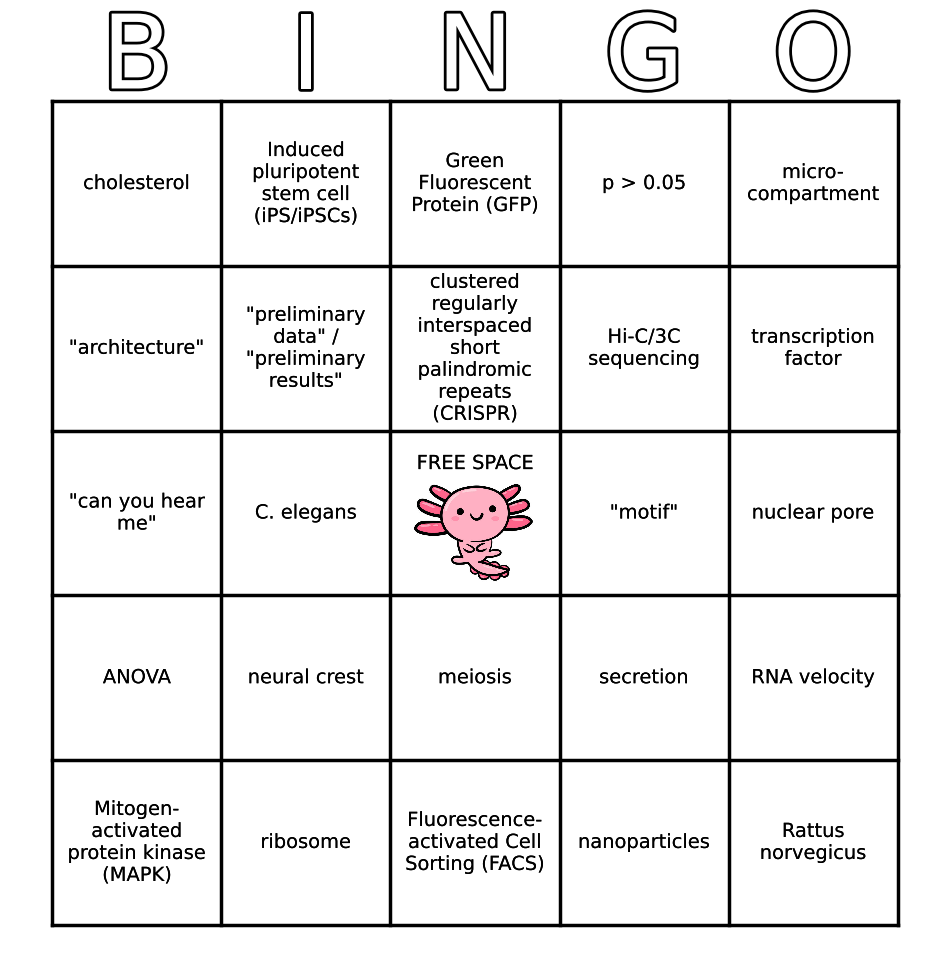 B I N G O
cholesterol
Induced
pluripotent
stem cell
(iPS/iPSCs)
Green
Fluorescent
Protein (GFP)
p > 0.05
micro-
compartment
"architecture"
"preliminary
data" /
"preliminary
results"
clustered
regularly
interspaced
short
palindromic
repeats
(CRISPR)
Hi-C/3C
sequencing
transcription
factor
"can you hear
me"
C. elegans
FREE SPACE
"motif"
nuclear pore
ANOVA
neural crest
meiosis
secretion
RNA velocity
Mitogen-
activated
protein kinase
(MAPK)
ribosome
Fluorescence-
activated Cell
Sorting (FACS)
nanoparticles
Rattus
norvegicus